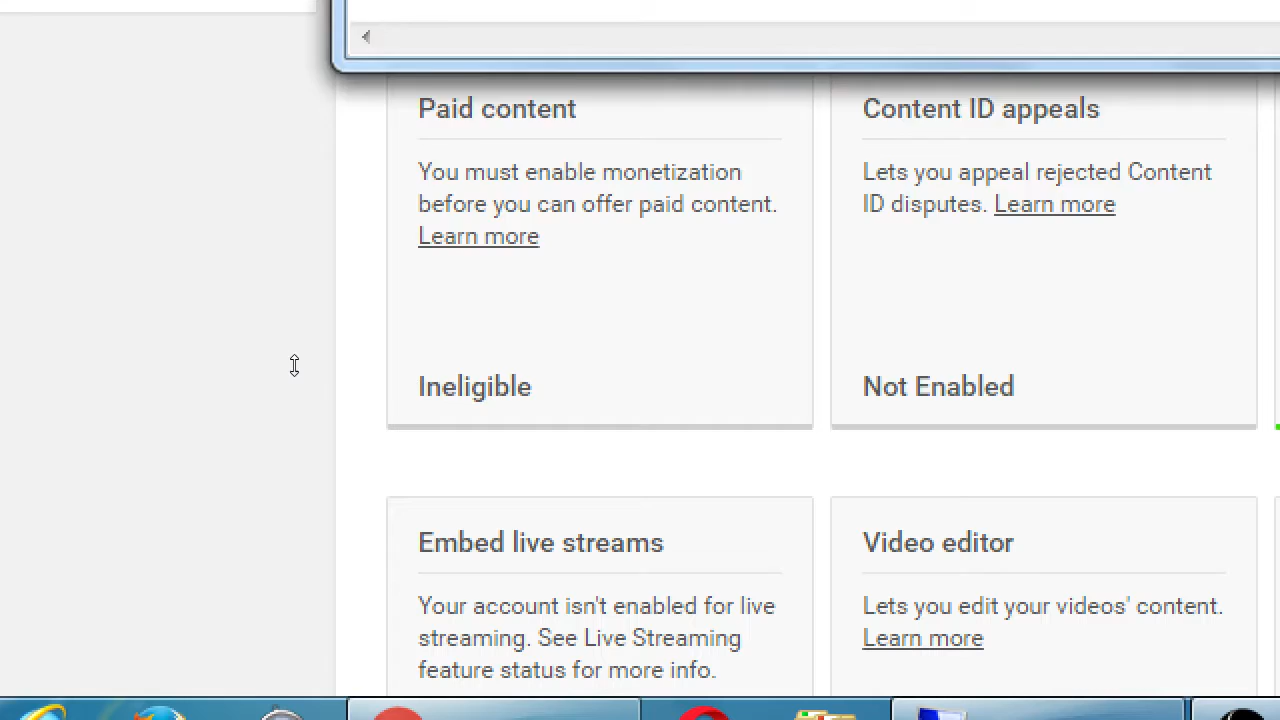 Paid content
You must enable monetization
before you can offer paid content.
Learn more
Ineligible
Content ID appeals
Lets you appeal rejected Content
ID disputes. Learn more
Not Enabled
Embed live streams
Your account isn't enabled for live
streaming. See Live Streaming
feature status for more info.
Video editor
Lets you edit your videos' content.
Learn more